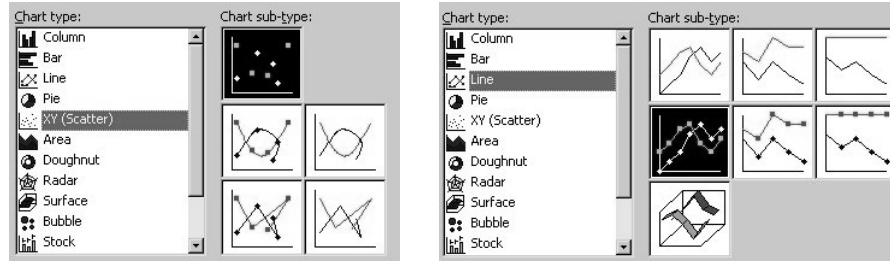 Chart type:
Column
Bar
Line
Pie
XY (Scatter)
Area
Doughnut
Radar
Surface
Bubble
Stock
Chart sub-type:
Chart type:
Column
Bar
Line
Pie
XY (Scatter)
Area
Doughnut
Radar
Surface
Bubble
Stock
Chart sub-type: